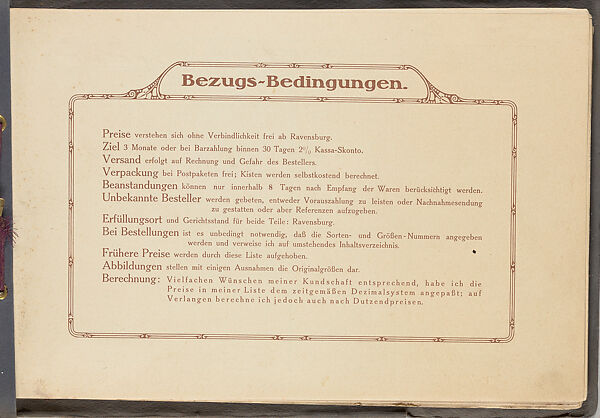 Bezugs-Bedingungen.
Preise verstehen sich ohne Verbindlichkeit frei ab Ravensburg.
Ziel 3 Monate oder bei Barzahlung binnen 30 Tagen 2% Kassa-Skonto.
Versand erfolgt auf Rechnung und Gefahr des Bestellers.
Verpackung bei Postpaketen frei; Kisten werden selbstkostend berechnet.
Beanstandungen können nur innerhalb 8 Tagen nach Empfang der Waren berücksichtigt werden.
Unbekannte Besteller werden gebeten, entweder Vorauszahlung zu leisten oder Nachnahmesendung
zu gestatten oder aber Referenzen aufzugeben.
Erfüllungsort und Gerichtsstand für beide Teile: Ravensburg.
Bei Bestellungen ist es unbedingt notwendig, daß die Sorten- und Größen-Nummern angegeben
werden und verweise ich auf umstehendes Inhaltsverzeichnis.
Frühere Preise werden durch diese Liste aufgehoben.
Abbildungen stellen mit einigen Ausnahmen die Originalgrößen dar.
Berechnung: Vielfachen Wünschen meiner Kundschaft entsprechend, habe ich die
Preise in meiner Liste dem zeitgemäßen Dezimalsystem angepaßt; auf
Verlangen berechne ich jedoch auch nach Dutzendpreisen.